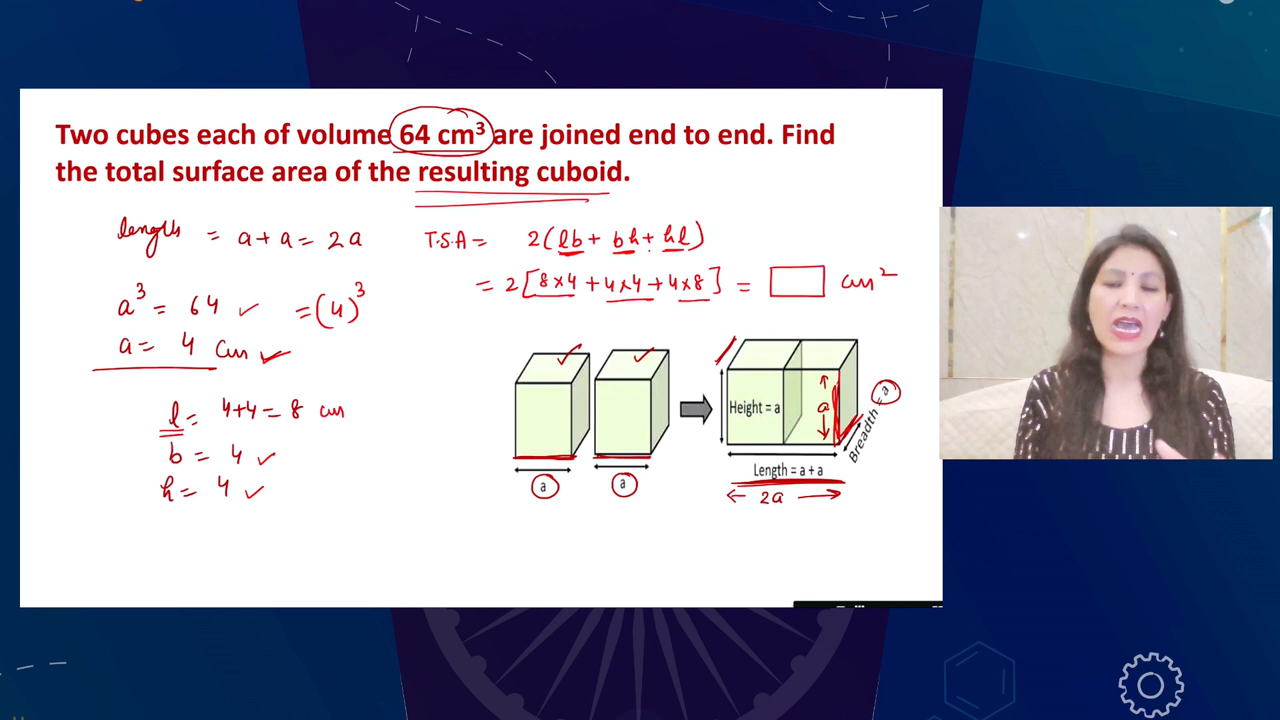 Two cubes each of volume 64 cm³ are joined end to end. Find
the total surface area of the resulting cuboid.
length = a+a = 2a
T.S.A = 2(lb + bh + hl)
= 2[8×4 + 4×4 + 4×8] = □ cm²
a³ = 64 ✓ = (4)³
a = 4 cm ✓
l = 4+4 = 8 cm
b = 4 ✓
h = 4 ✓
a
a
Height = a
a
Breadth = a
Length = a + a
2a